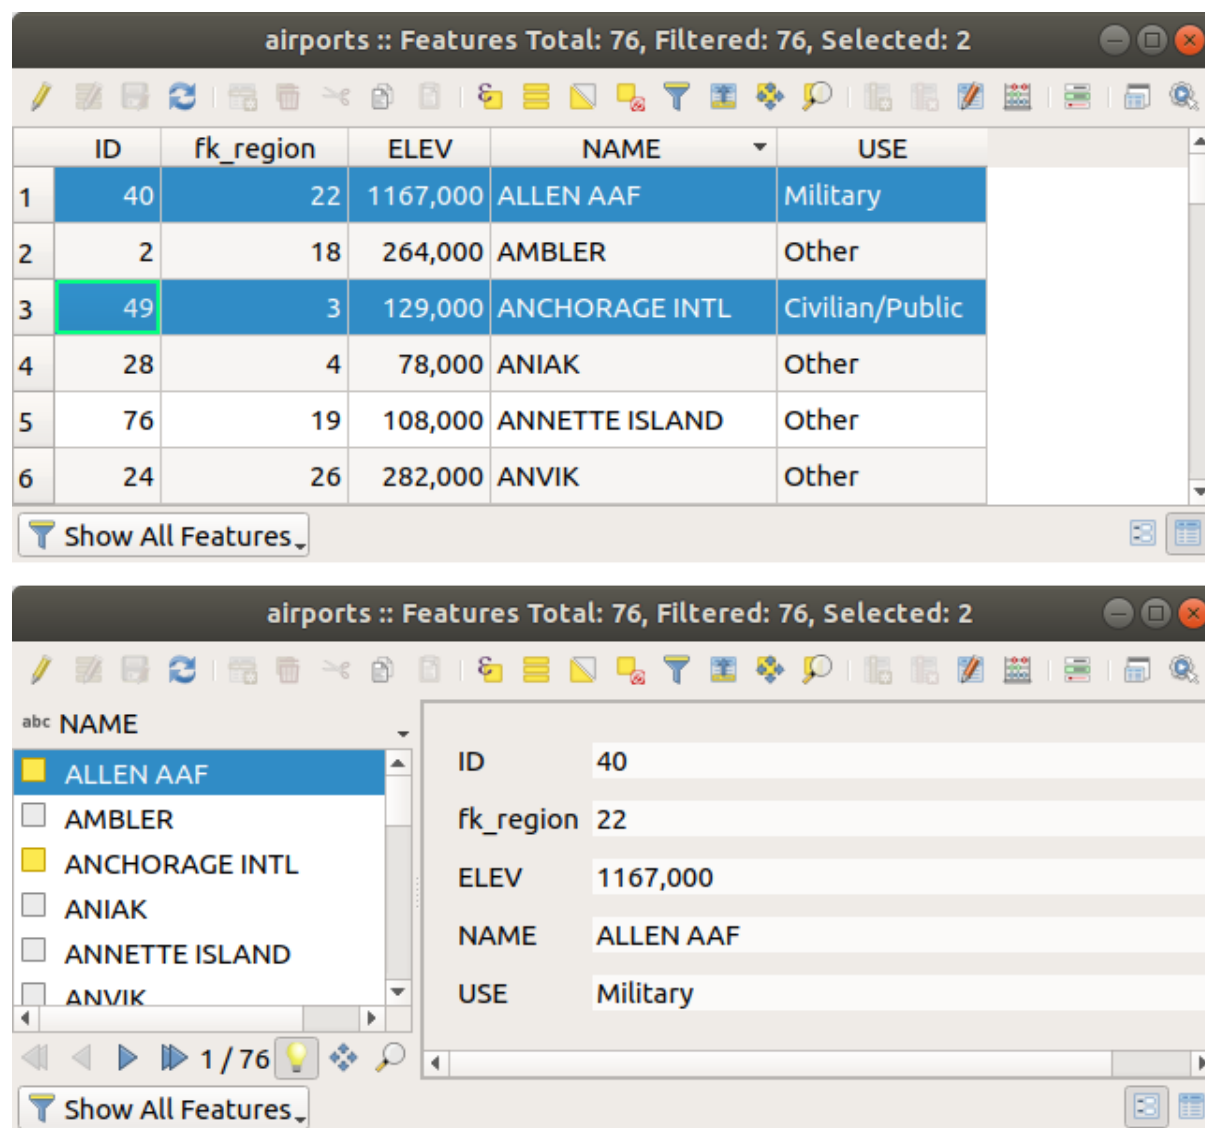 airports :: Features Total: 76, Filtered: 76, Selected: 2
ID fk_region ELEV NAME USE
1 40 22 1167,000 ALLEN AAF Military
2 2 18 264,000 AMBLER Other
3 49 3 129,000 ANCHORAGE INTL Civilian/Public
4 28 4 78,000 ANIAK Other
5 76 19 108,000 ANNETTE ISLAND Other
6 24 26 282,000 ANVIK Other
Show All Features
airports :: Features Total: 76, Filtered: 76, Selected: 2
abc NAME
ALLEN AAF
AMBLER
ANCHORAGE INTL
ANIAK
ANNETTE ISLAND
ANVIK
1 / 76
ID 40
fk_region 22
ELEV 1167,000
NAME ALLEN AAF
USE Military
Show All Features